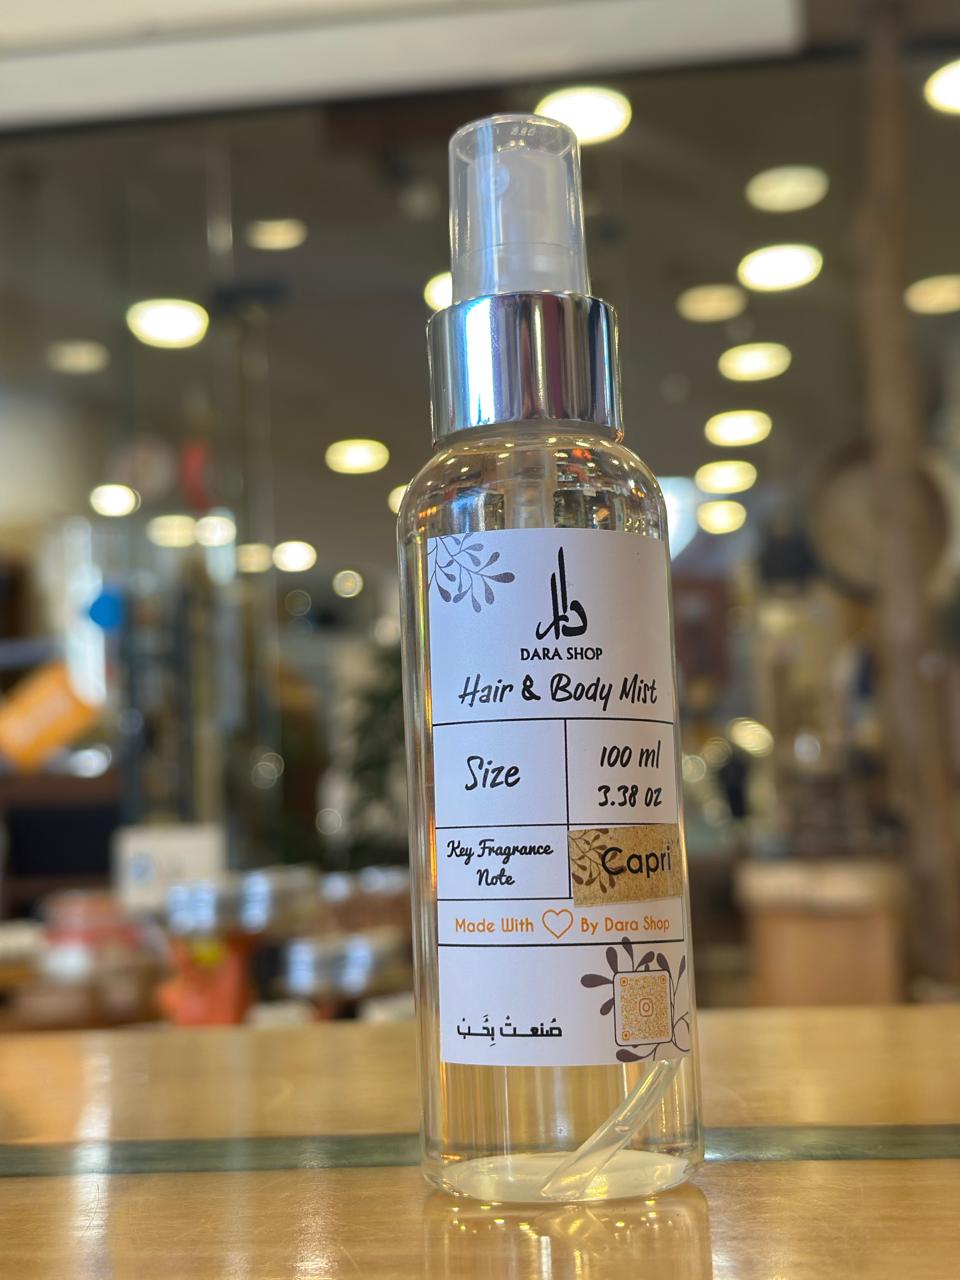 دارا
DARA SHOP
Hair & Body Mist
Size
100 ml
3.38 oz
Key Fragrance
Note
Capri
Made With By Dara Shop
صُنعتْ بِحُبْ